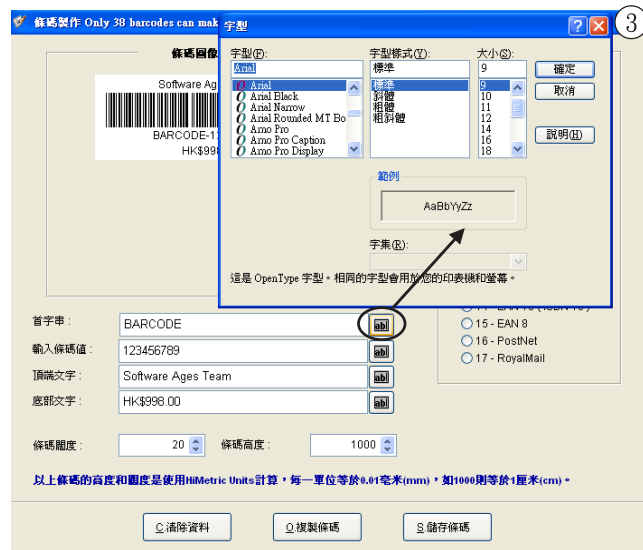 條碼製作 Only 38 barcodes can mak
③
字型
字型(F):
字型樣式(Y):
大小(S):
Arial
標準
9
確定
取消
說明(H)
Arial
Arial Black
Arial Narrow
Arial Rounded MT Bo
Arno Pro
Arno Pro Caption
Arno Pro Display
標準
斜體
粗體
粗斜體
9
10
11
12
14
16
18
範例
AaBbYyZz
字集(R):
這是 OpenType 字型。相同的字型會用於您的印表機和螢幕。
條碼圖像
Software Ag
BARCODE-1
HK$99
15 - EAN 8
16 - PostNet
17 - RoyalMail
首字串:
BARCODE
ab
輸入條碼值:
123456789
ab
頂端文字:
Software Ages Team
ab
底部文字:
HK$998.00
ab
條碼闊度:
20
條碼高度:
1000
以上條碼的高度和闊度是使用HiMetric Units計算,每一單位等於0.01毫米(mm),如1000則等於1厘米(cm)。
C.清除資料
O.複製條碼
S.儲存條碼